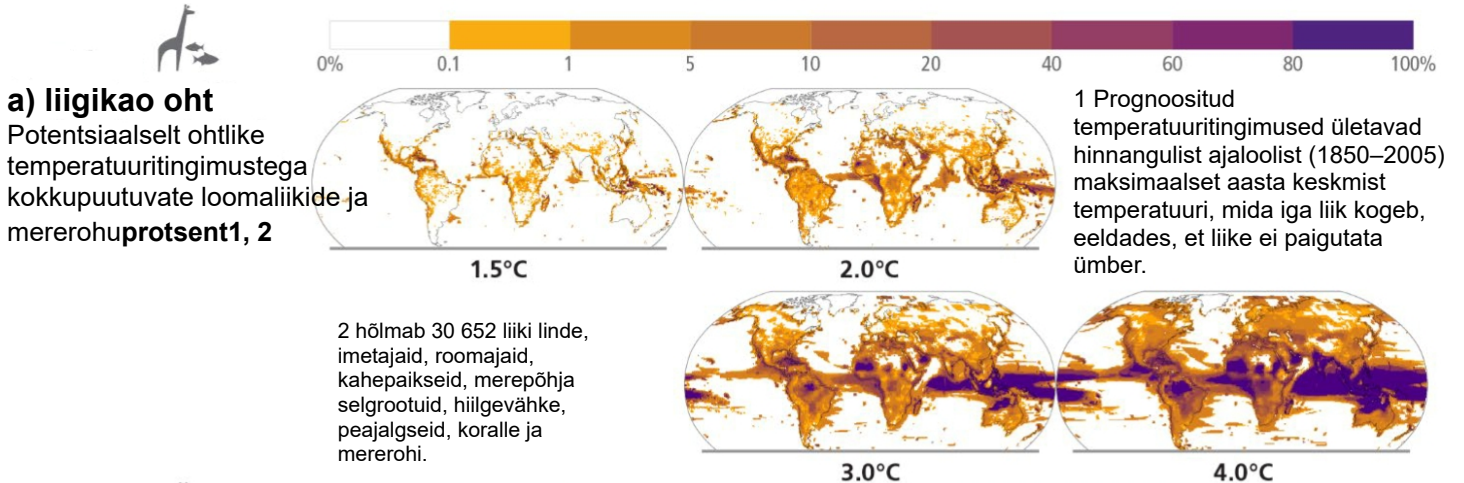 0% 0.1 1 5 10 20 40 60 80 100%
a) liigikao oht
Potentsiaalselt ohtlike
temperatuuritingimustega
kokkupuutuvate loomaliikide ja
mererohuprotsent1, 2
1.5°C
2.0°C
1 Prognoositud
temperatuuritingimused ületavad
hinnangulist ajaloolist (1850–2005)
maksimaalset aasta keskmist
temperatuuri, mida iga liik kogeb,
eeldades, et liike ei paigutata
ümber.
2 hõlmab 30 652 liiki linde,
imetajaid, roomajaid,
kahepaikseid, merepõhja
selgrootuid, hiilgevähke,
peajalgseid, koralle ja
mererohi.
3.0°C
4.0°C